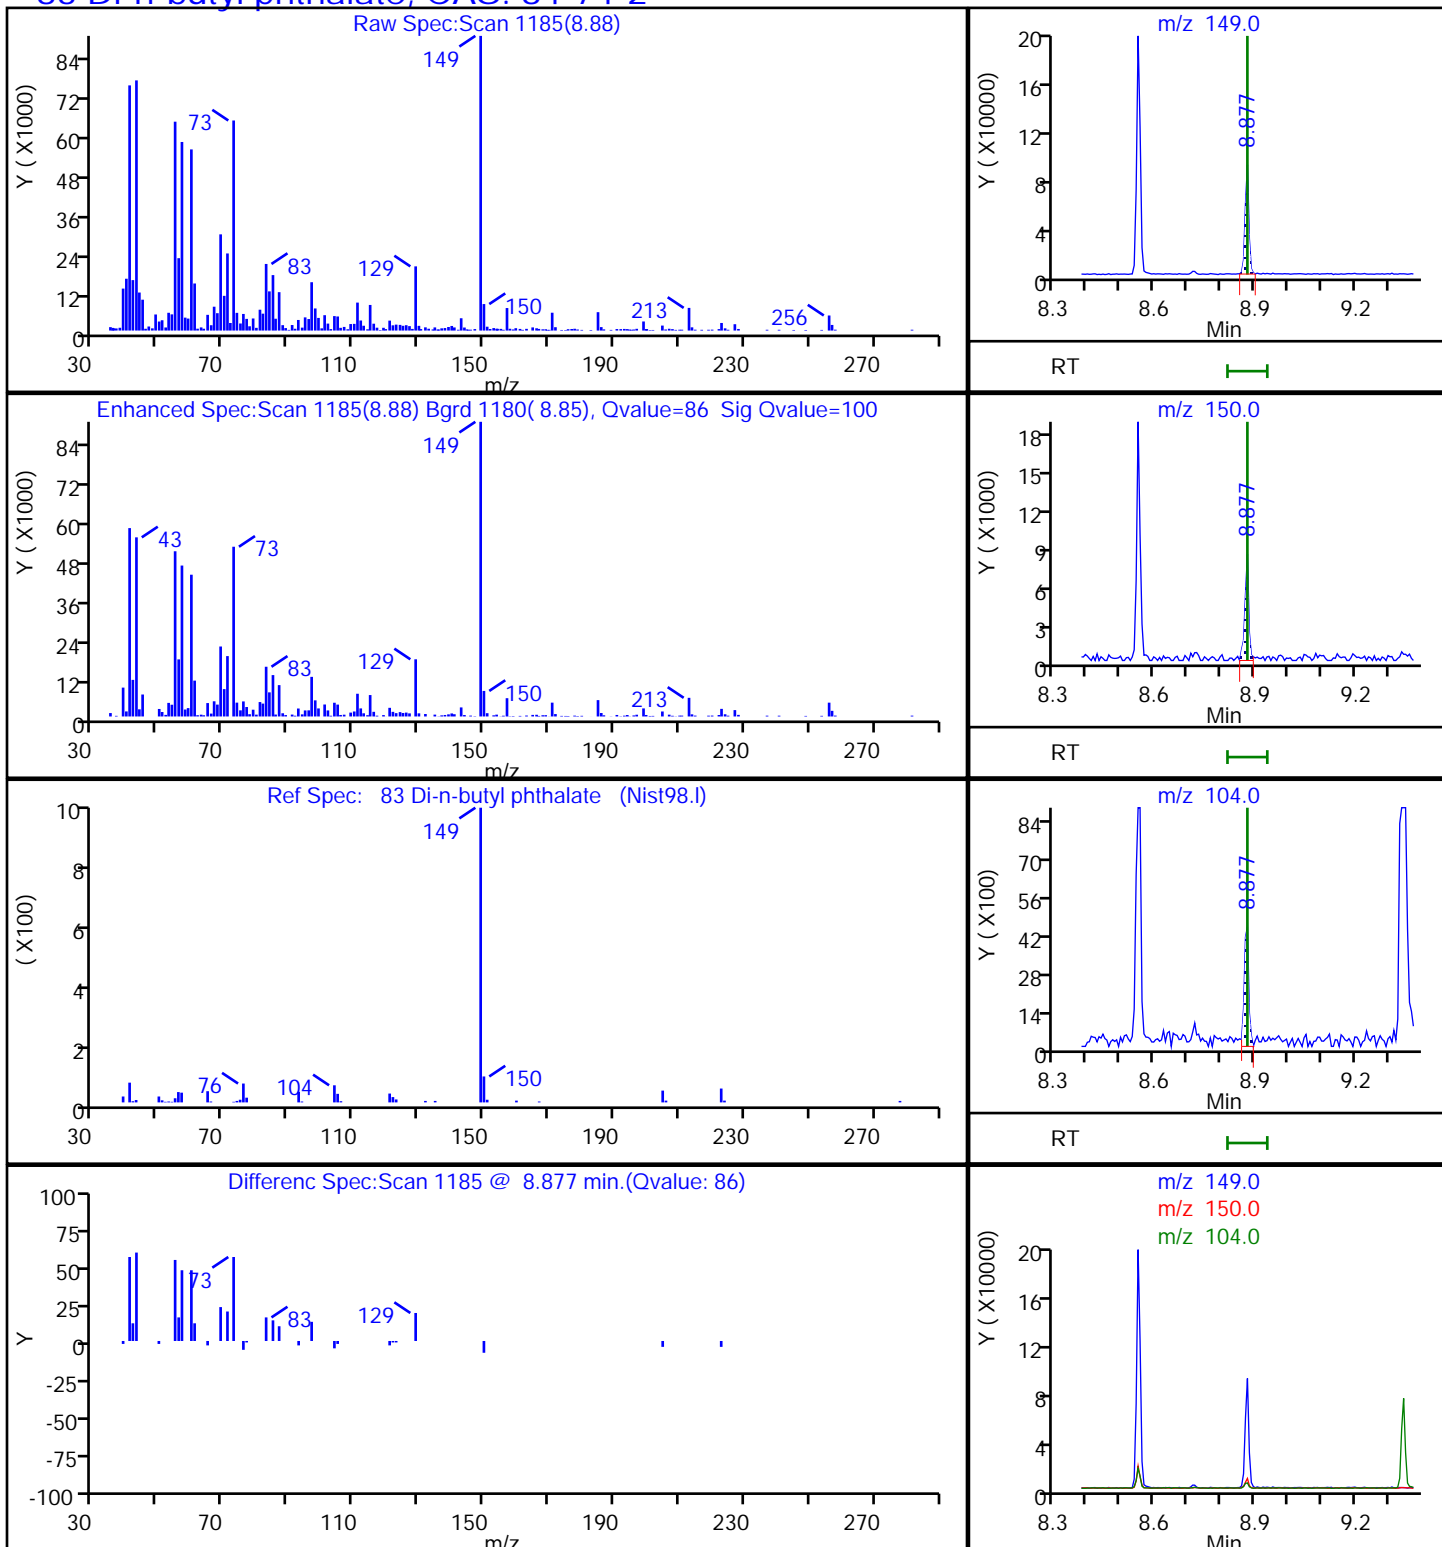 83 Di-n-butyl phthalate, CAS: 84-74-2
Raw Spec:Scan 1185(8.88)
Y ( X1000)
84
72
60
48
36
24
12
0
149
73
83
129
150
213
256
30 70 110 150 190 230 270
m/z
m/z 149.0
Y ( X10000)
20
16
12
8
4
0
8.877
8.3 8.6 8.9 9.2
Min
RT
Enhanced Spec:Scan 1185(8.88) Bgrd 1180( 8.85), Qvalue=86 Sig Qvalue=100
Y ( X1000)
84
72
60
48
36
24
12
0
149
43
73
83
129
150
213
30 70 110 150 190 230 270
m/z
m/z 150.0
Y ( X1000)
18
15
12
9
6
3
0
8.877
8.3 8.6 8.9 9.2
Min
RT
Ref Spec: 83 Di-n-butyl phthalate (Nist98.l)
( X100)
10
8
6
4
2
0
149
76
104
150
30 70 110 150 190 230 270
m/z 104.0
Y ( X100)
84
70
56
42
28
14
0
8.877
8.3 8.6 8.9 9.2
Min
RT
Differenc Spec:Scan 1185 @ 8.877 min.(Qvalue: 86)
Y
100
75
50
25
0
-25
-50
-75
-100
73
83
129
30 70 110 150 190 230 270
m/z
m/z 149.0
m/z 150.0
m/z 104.0
Y ( X10000)
20
16
12
8
4
0
8.3 8.6 8.9 9.2
Min